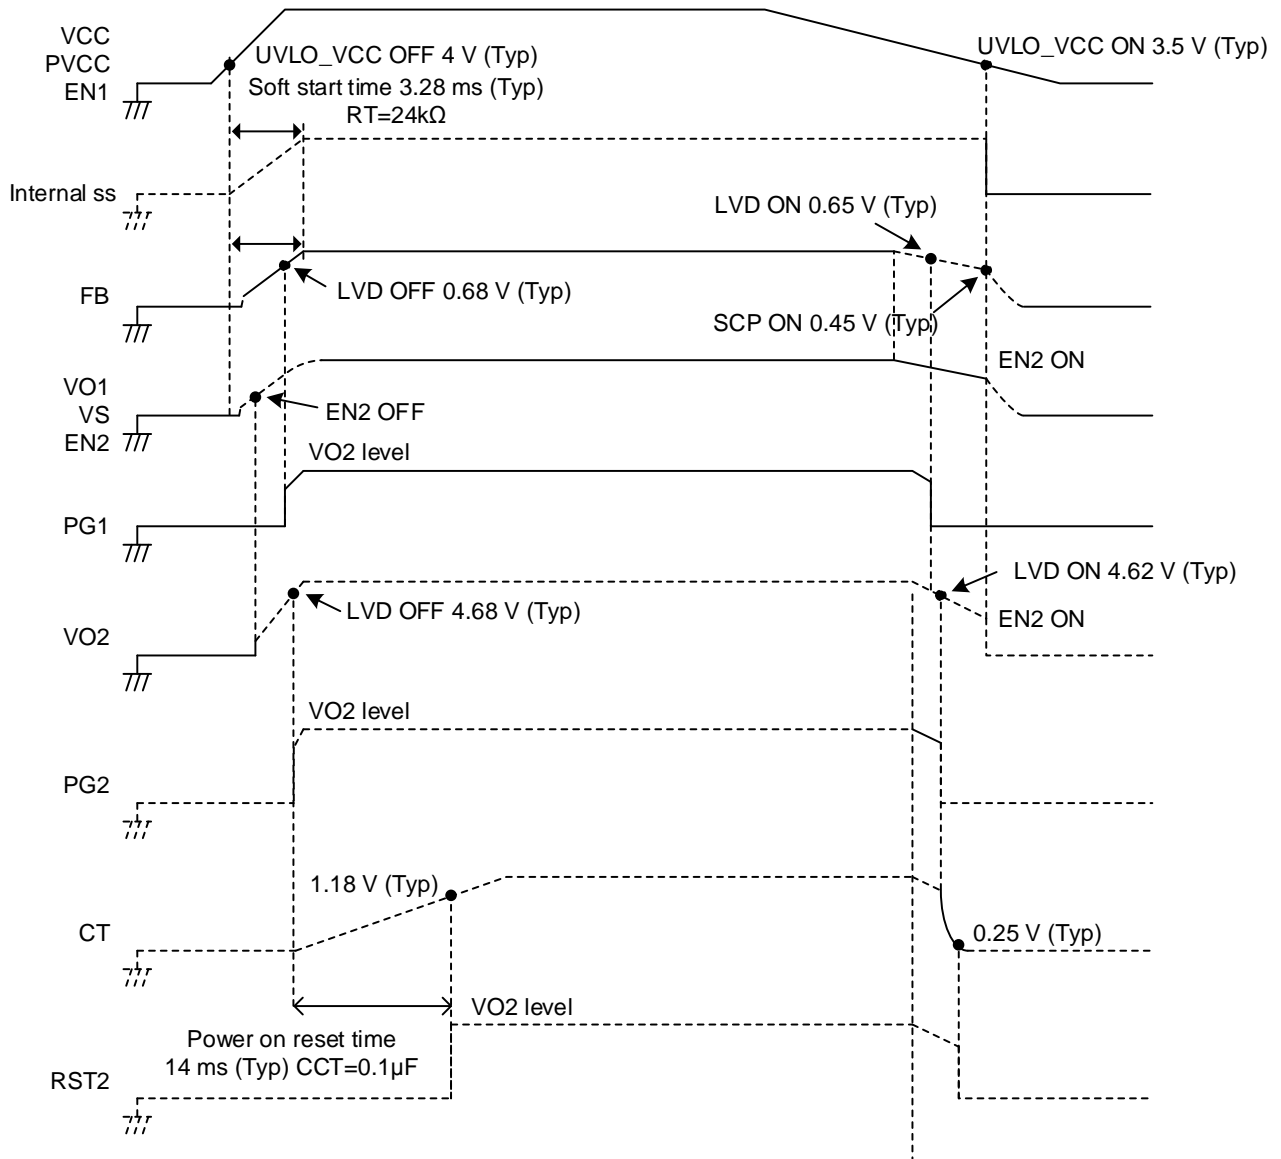 VCC
PVCC
EN1
UVLO_VCC OFF 4 V (Typ)
UVLO_VCC ON 3.5 V (Typ)
Soft start time 3.28 ms (Typ)
RT=24kΩ
Internal ss
LVD ON 0.65 V (Typ)
FB
LVD OFF 0.68 V (Typ)
SCP ON 0.45 V (Typ)
VO1
VS
EN2
EN2 OFF
EN2 ON
VO2 level
PG1
LVD ON 4.62 V (Typ)
LVD OFF 4.68 V (Typ)
EN2 ON
VO2
VO2 level
PG2
1.18 V (Typ)
CT
0.25 V (Typ)
VO2 level
Power on reset time
14 ms (Typ) CCT=0.1µF
RST2